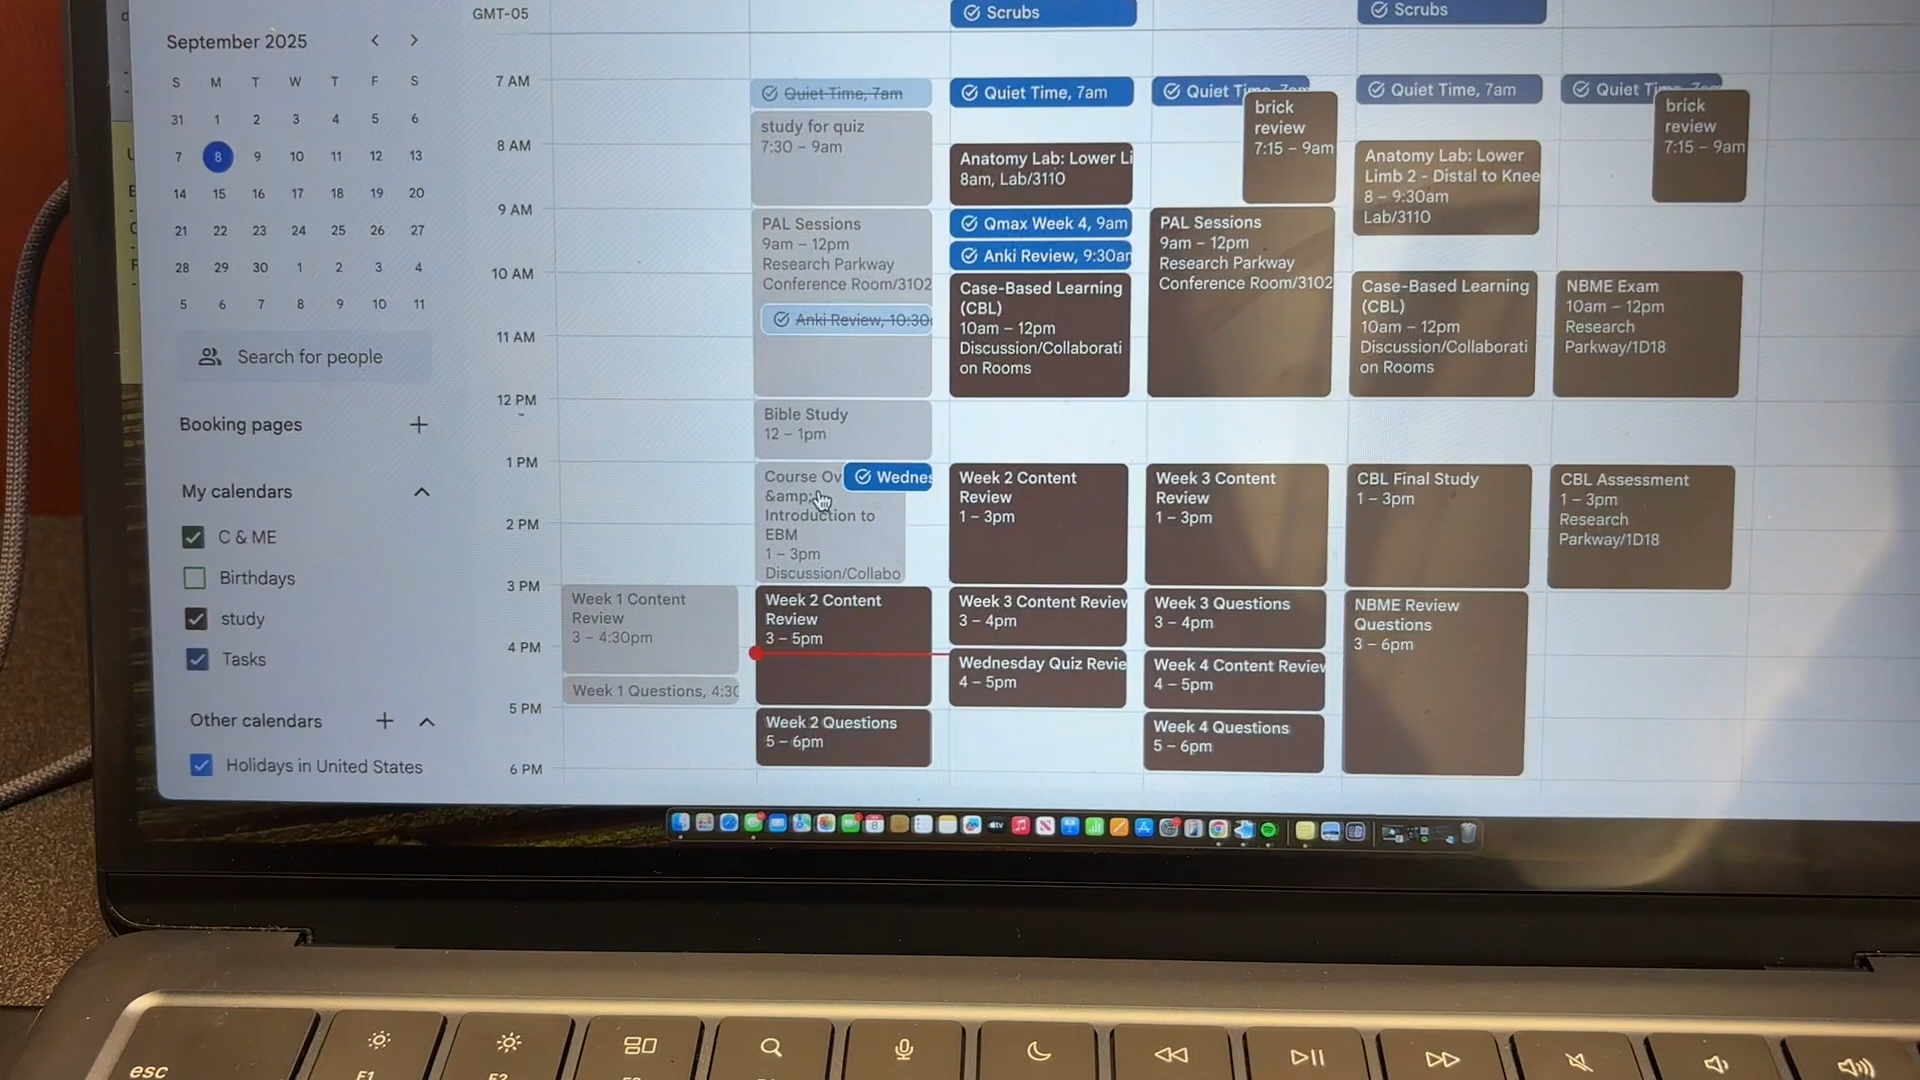 GMT-05
Scrubs
Scrubs
September 2025
S M T W T F S
31 1 2 3 4 5 6
7 8 9 10 11 12 13
14 15 16 17 18 19 20
21 22 23 24 25 26 27
28 29 30 1 2 3 4
5 6 7 8 9 10 11
Search for people
Booking pages
My calendars
C & ME
Birthdays
study
Tasks
Other calendars
Holidays in United States
7 AM
8 AM
9 AM
10 AM
11 AM
12 PM
1 PM
2 PM
3 PM
4 PM
5 PM
6 PM
Week 1 Content
Review
3 – 4:30pm
Week 1 Questions, 4:30
Quiet Time, 7am
study for quiz
7:30 – 9am
PAL Sessions
9am – 12pm
Research Parkway
Conference Room/3102
Anki Review, 10:30
Bible Study
12 – 1pm
Course Ov
&amp;
Introduction to
EBM
1 – 3pm
Discussion/Collabo
Wednes
Week 2 Content
Review
3 – 5pm
Week 2 Questions
5 – 6pm
Quiet Time, 7am
Anatomy Lab: Lower Li
8am, Lab/3110
Qmax Week 4, 9am
Anki Review, 9:30am
Case-Based Learning
(CBL)
10am – 12pm
Discussion/Collaborati
on Rooms
Week 2 Content
Review
1 – 3pm
Week 3 Content Review
3 – 4pm
Wednesday Quiz Revie
4 – 5pm
Quiet Time, 7am
brick
review
7:15 – 9am
PAL Sessions
9am – 12pm
Research Parkway
Conference Room/3102
Week 3 Content
Review
1 – 3pm
Week 3 Questions
3 – 4pm
Week 4 Content Review
4 – 5pm
Week 4 Questions
5 – 6pm
Quiet Time, 7am
Anatomy Lab: Lower
Limb 2 - Distal to Knee
8 – 9:30am
Lab/3110
Case-Based Learning
(CBL)
10am – 12pm
Discussion/Collaborati
on Rooms
CBL Final Study
1 – 3pm
NBME Review
Questions
3 – 6pm
Quiet Time, 7am
brick
review
7:15 – 9am
NBME Exam
10am – 12pm
Research
Parkway/1D18
CBL Assessment
1 – 3pm
Research
Parkway/1D18
esc
F1